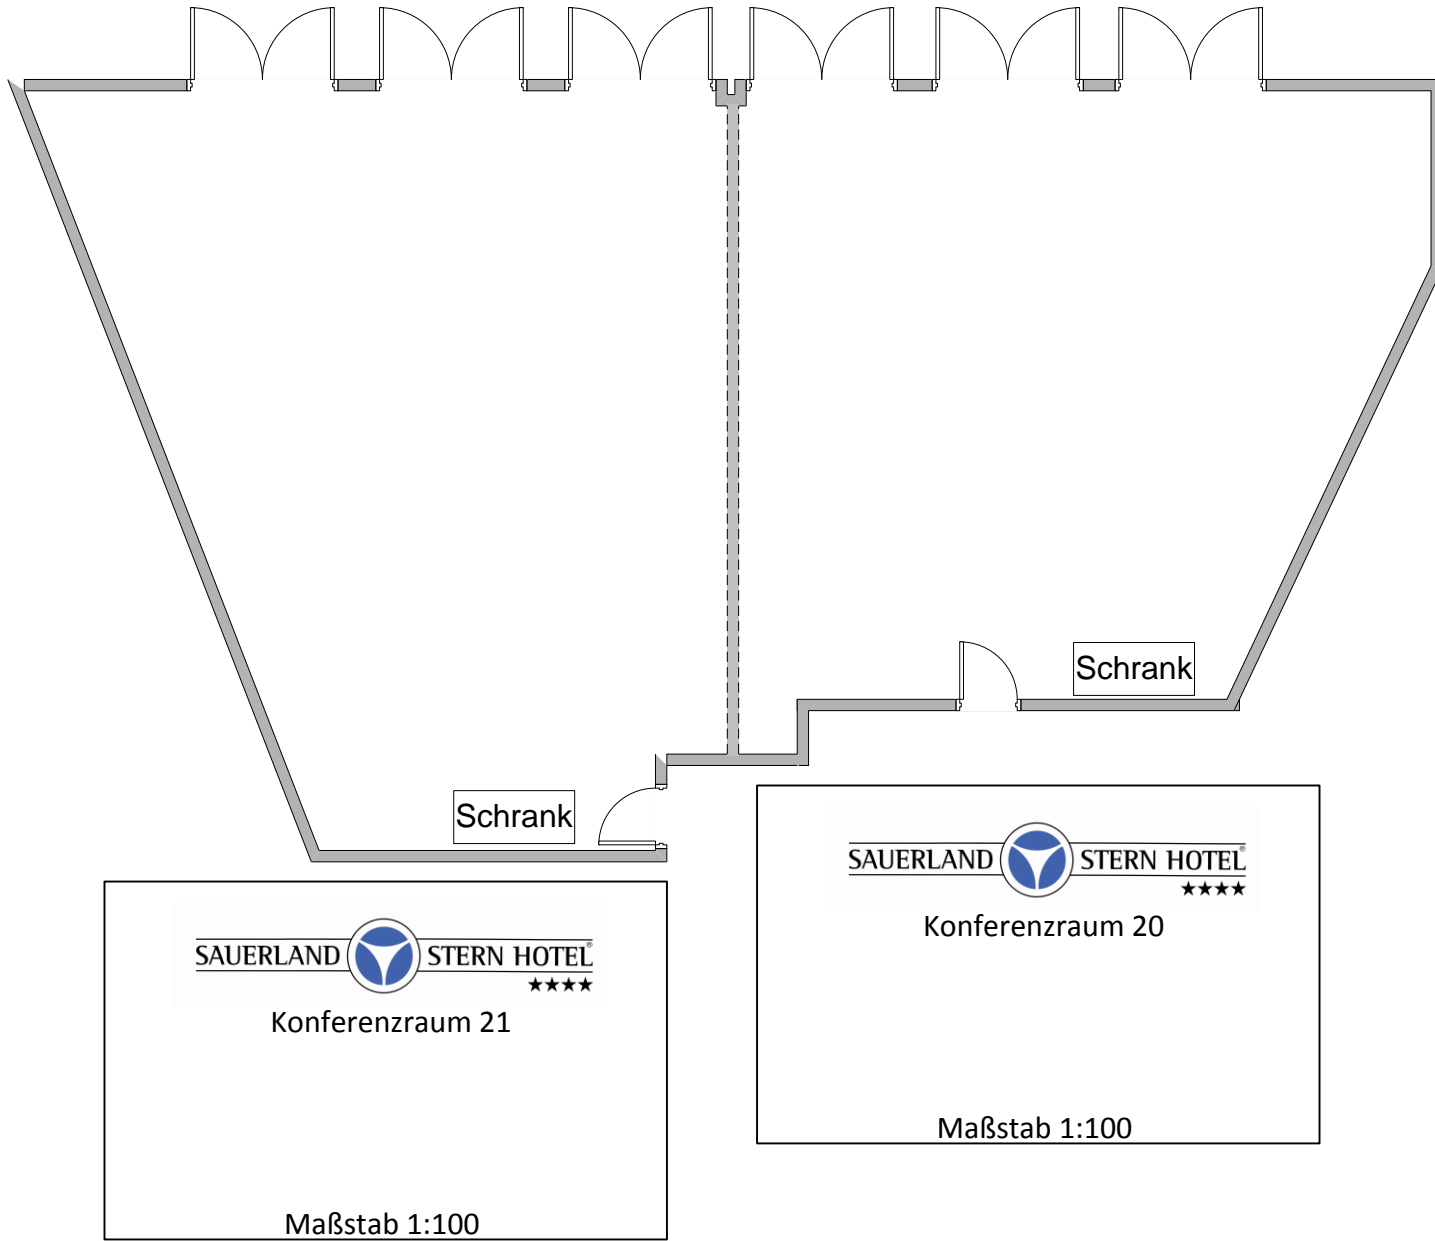 Schrank
Schrank
SAUERLAND STERN HOTEL®
★★★★
Konferenzraum 20
Maßstab 1:100
SAUERLAND STERN HOTEL®
★★★★
Konferenzraum 21
Maßstab 1:100